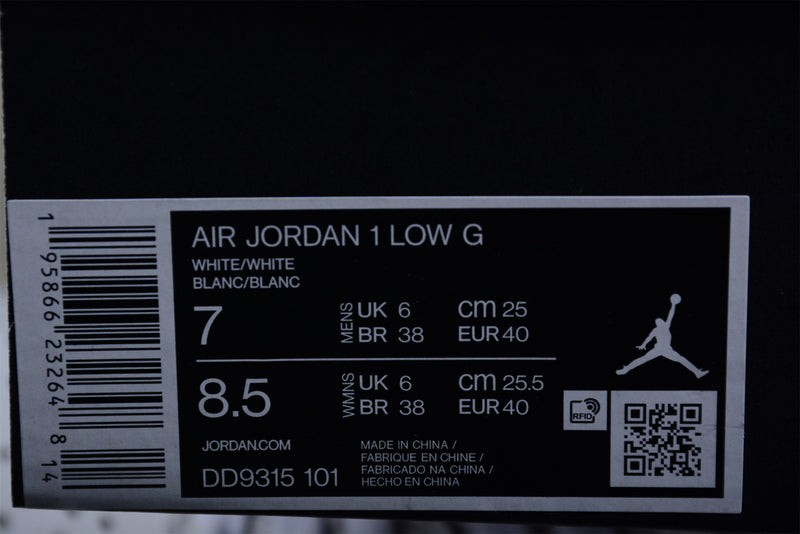 AIR JORDAN 1 LOW G
WHITE/WHITE
BLANC/BLANC
7
MENS
UK 6 cm 25
BR 38 EUR 40
8.5
WMNS
UK 6 cm 25.5
BR 38 EUR 40
JORDAN.COM
DD9315 101
MADE IN CHINA /
FABRIQUE EN CHINE /
FABRICADO NA CHINA /
HECHO EN CHINA
RFID
1 95866 23264 8 14